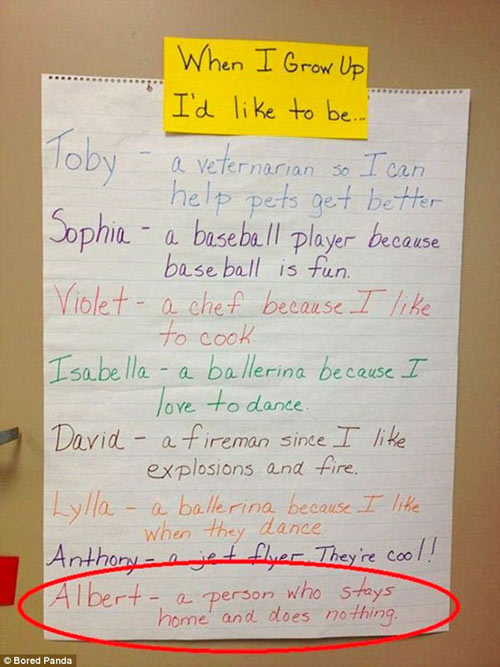 When I Grow Up
I'd like to be...
Toby - a veternarian so I can
help pets get better
Sophia - a baseball player because
baseball is fun.
Violet - a chef because I like
to cook
Isabella - a ballerina because I
love to dance.
David - a fireman since I like
explosions and fire.
Lylla - a ballerina because I like
when they dance
Anthony - a jet flyer. They're cool!
Albert - a person who stays
home and does nothing.
© Bored Panda